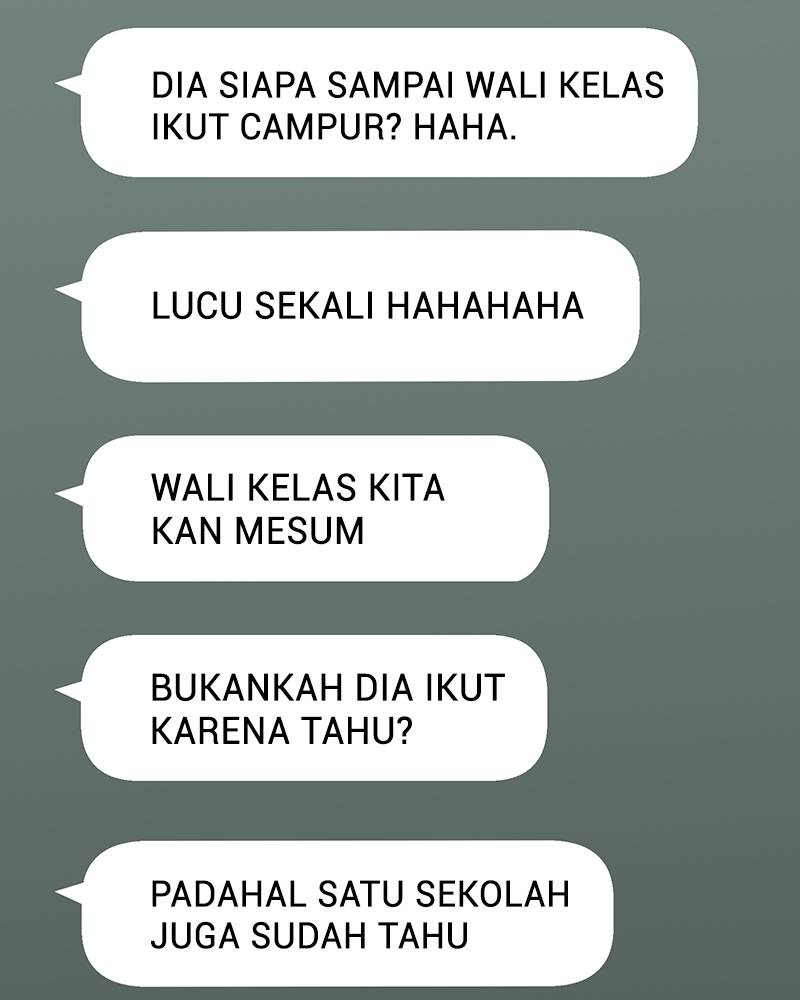 DIA SIAPA SAMPAI WALI KELAS
IKUT CAMPUR? HAHA.
LUCU SEKALI HAHAHAHA
WALI KELAS KITA
KAN MESUM
BUKANKAH DIA IKUT
KARENA TAHU?
PADAHAL SATU SEKOLAH
JUGA SUDAH TAHU